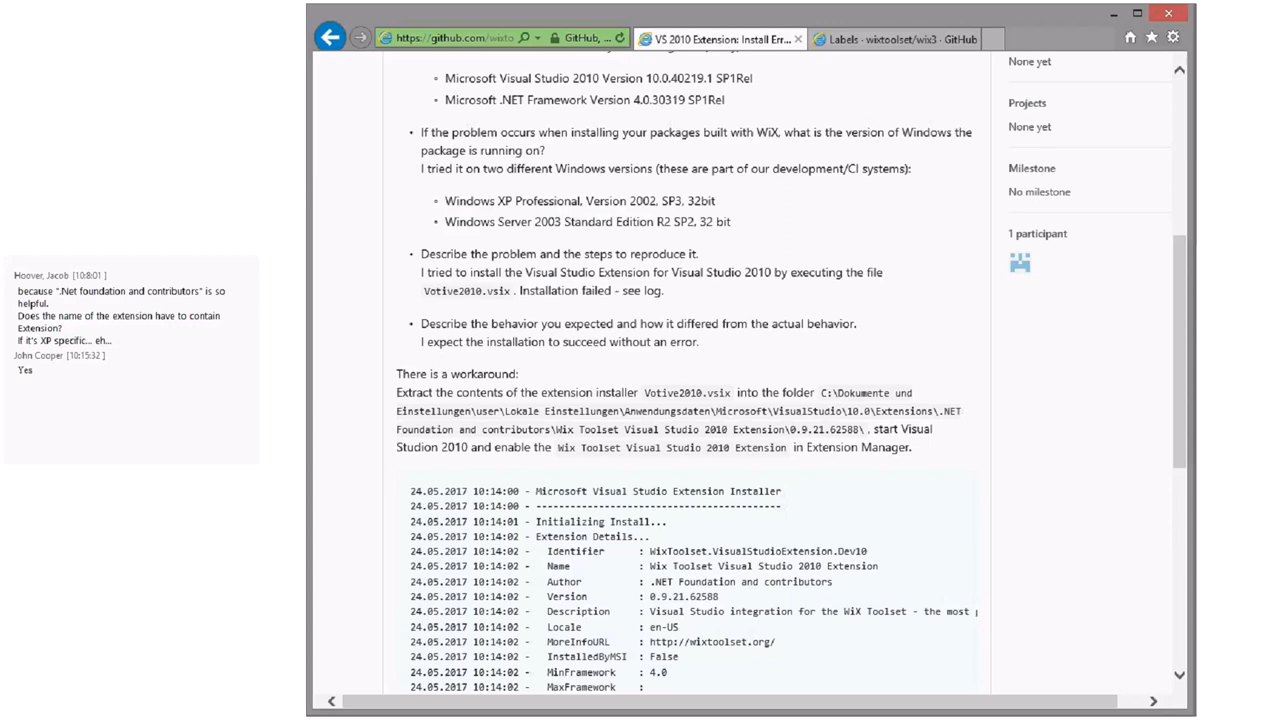 Hoover, Jacob [10:8:01 ]
because ".Net foundation and contributors" is so
helpful.
Does the name of the extension have to contain
Extension?
If it's XP specific... eh...
John Cooper [10:15:32 ]
Yes
https://github.com/wixto
GitHub, ...
VS 2010 Extension: Install Err...
Labels - wixtoolset/wix3 · GitHub
◦ Microsoft Visual Studio 2010 Version 10.0.40219.1 SP1Rel
◦ Microsoft .NET Framework Version 4.0.30319 SP1Rel
• If the problem occurs when installing your packages built with WiX, what is the version of Windows the
package is running on?
I tried it on two different Windows versions (these are part of our development/CI systems):
◦ Windows XP Professional, Version 2002, SP3, 32bit
◦ Windows Server 2003 Standard Edition R2 SP2, 32 bit
• Describe the problem and the steps to reproduce it.
I tried to install the Visual Studio Extension for Visual Studio 2010 by executing the file
Votive2010.vsix . Installation failed - see log.
• Describe the behavior you expected and how it differed from the actual behavior.
I expect the installation to succeed without an error.
There is a workaround:
Extract the contents of the extension installer Votive2010.vsix into the folder C:\Dokumente und
Einstellungen\user\Lokale Einstellungen\Anwendungsdaten\Microsoft\VisualStudio\10.0\Extensions\.NET
Foundation and contributors\Wix Toolset Visual Studio 2010 Extension\0.9.21.62588\ , start Visual
Studion 2010 and enable the Wix Toolset Visual Studio 2010 Extension in Extension Manager.
24.05.2017 10:14:00 - Microsoft Visual Studio Extension Installer
24.05.2017 10:14:00 - -------------------------------------------
24.05.2017 10:14:01 - Initializing Install...
24.05.2017 10:14:02 - Extension Details...
24.05.2017 10:14:02 - Identifier : WixToolset.VisualStudioExtension.Dev10
24.05.2017 10:14:02 - Name : Wix Toolset Visual Studio 2010 Extension
24.05.2017 10:14:02 - Author : .NET Foundation and contributors
24.05.2017 10:14:02 - Version : 0.9.21.62588
24.05.2017 10:14:02 - Description : Visual Studio integration for the WiX Toolset - the most
24.05.2017 10:14:02 - Locale : en-US
24.05.2017 10:14:02 - MoreInfoURL : http://wixtoolset.org/
24.05.2017 10:14:02 - InstalledByMSI : False
24.05.2017 10:14:02 - MinFramework : 4.0
24.05.2017 10:14:02 - MaxFramework :
None yet
Projects
None yet
Milestone
No milestone
1 participant